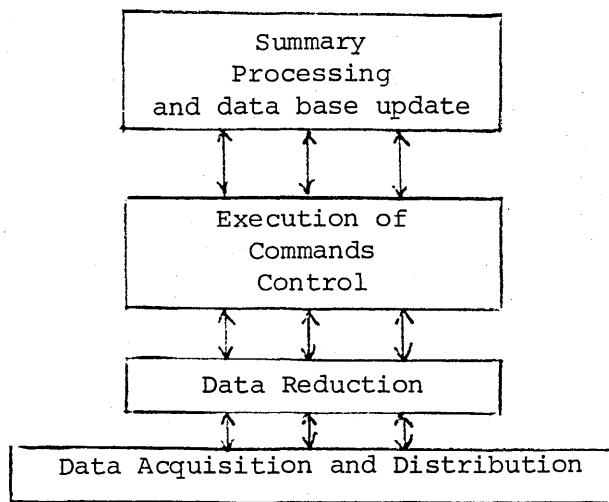 Summary
Processing
and data base update
Execution of
Commands
Control
Data Reduction
Data Acquisition and Distribution